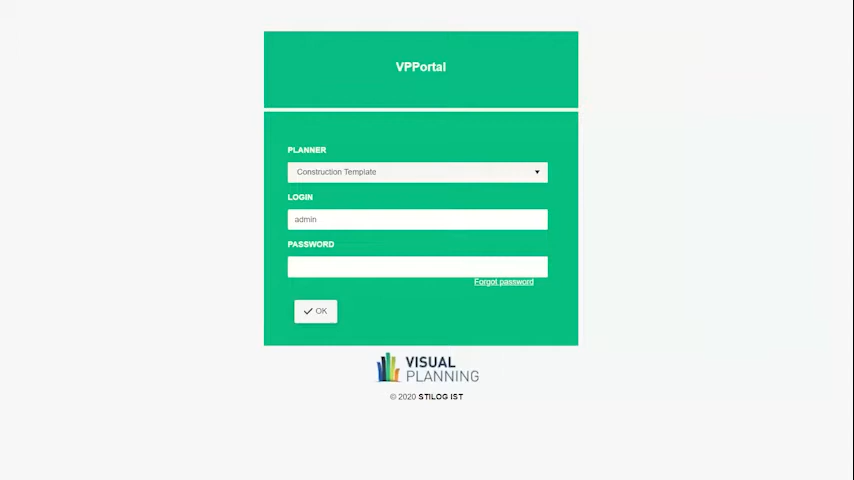 VPPortal
PLANNER
Construction Template
LOGIN
admin
PASSWORD
Forgot password
OK
VISUAL
PLANNING
© 2020 STILOG IST